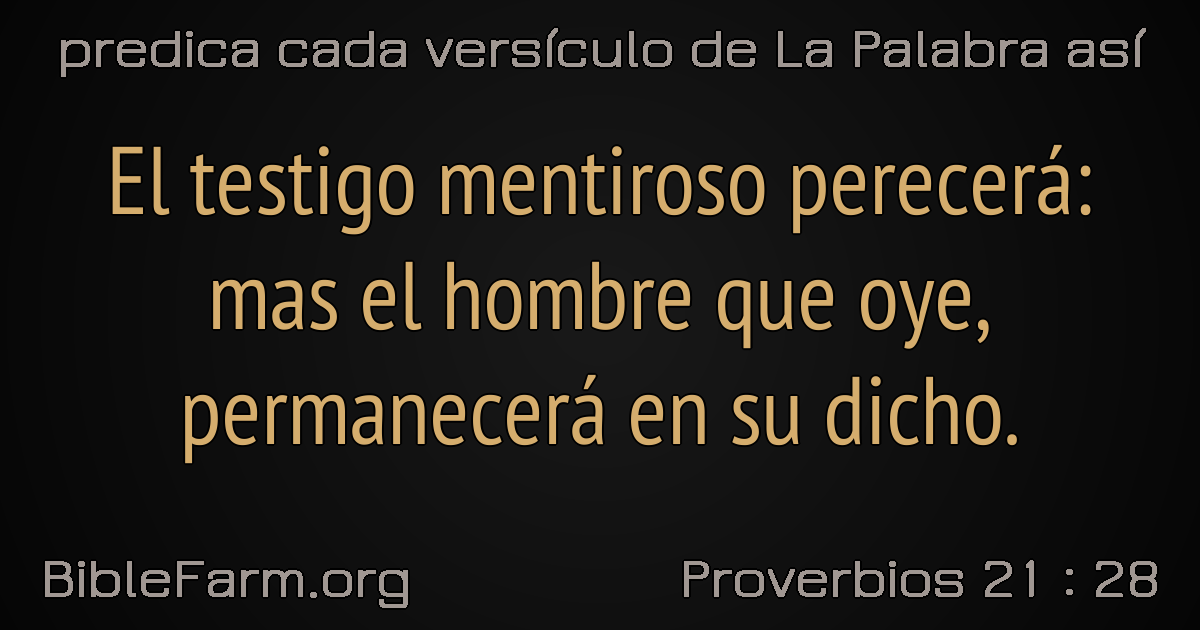 predica cada versículo de La Palabra así
El testigo mentiroso perecerá:
mas el hombre que oye,
permanecerá en su dicho.
BibleFarm.org
Proverbios 21 : 28